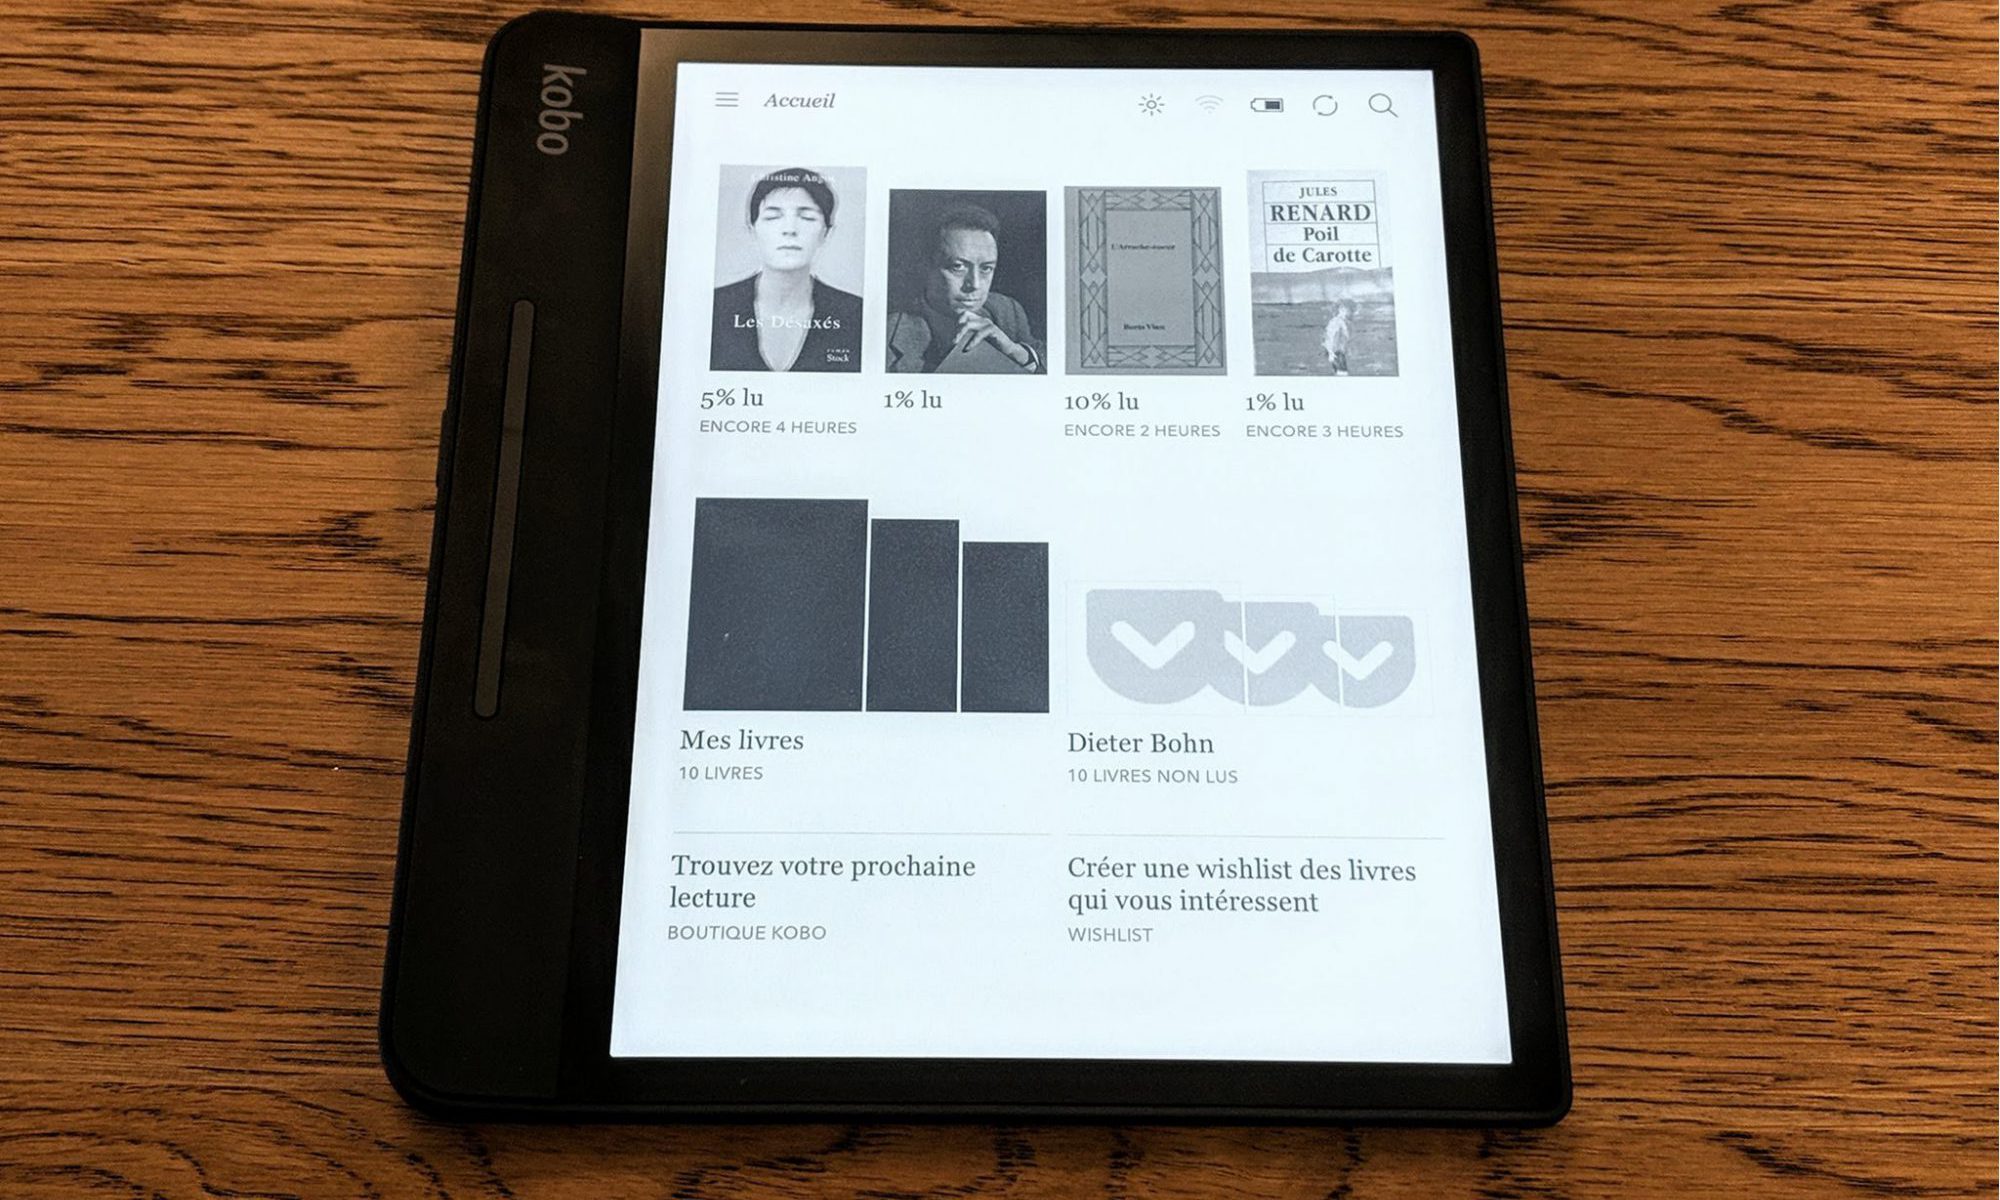 kobo
Accueil
Christine Angot
Les Désaxés
roman
Stock
L'Arrache-coeur
Boris Vian
JULES
RENARD
Poil
de Carotte
5% lu
ENCORE 4 HEURES
1% lu
10% lu
ENCORE 2 HEURES
1% lu
ENCORE 3 HEURES
Mes livres
10 LIVRES
Dieter Bohn
10 LIVRES NON LUS
Trouvez votre prochaine
lecture
BOUTIQUE KOBO
Créer une wishlist des livres
qui vous intéressent
WISHLIST